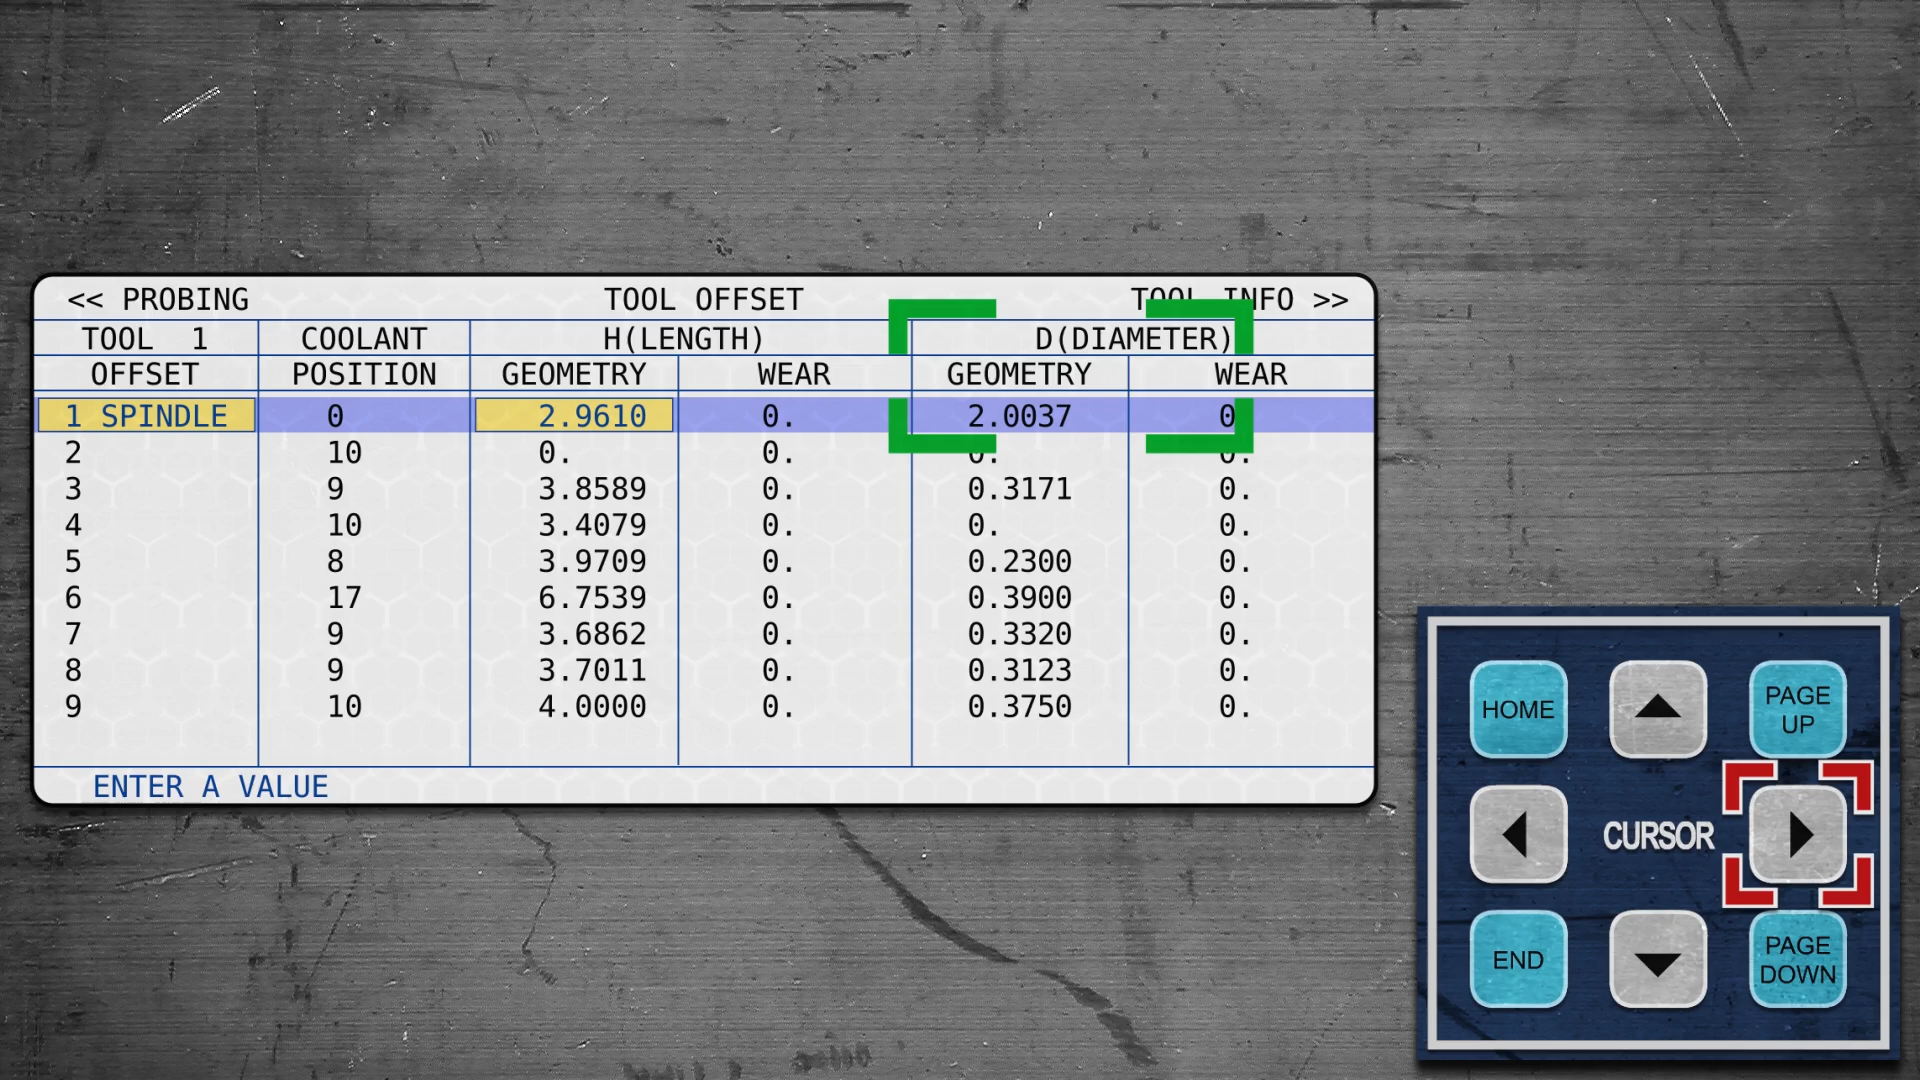 << PROBING TOOL OFFSET TOOL INFO >>
TOOL 1 COOLANT H(LENGTH) D(DIAMETER)
OFFSET POSITION GEOMETRY WEAR GEOMETRY WEAR
1 SPINDLE 0 2.9610 0. 2.0037 0
2 10 0. 0. 0. 0.
3 9 3.8589 0. 0.3171 0.
4 10 3.4079 0. 0. 0.
5 8 3.9709 0. 0.2300 0.
6 17 6.7539 0. 0.3900 0.
7 9 3.6862 0. 0.3320 0.
8 9 3.7011 0. 0.3123 0.
9 10 4.0000 0. 0.3750 0.
ENTER A VALUE
HOME
PAGE
UP
CURSOR
END
PAGE
DOWN